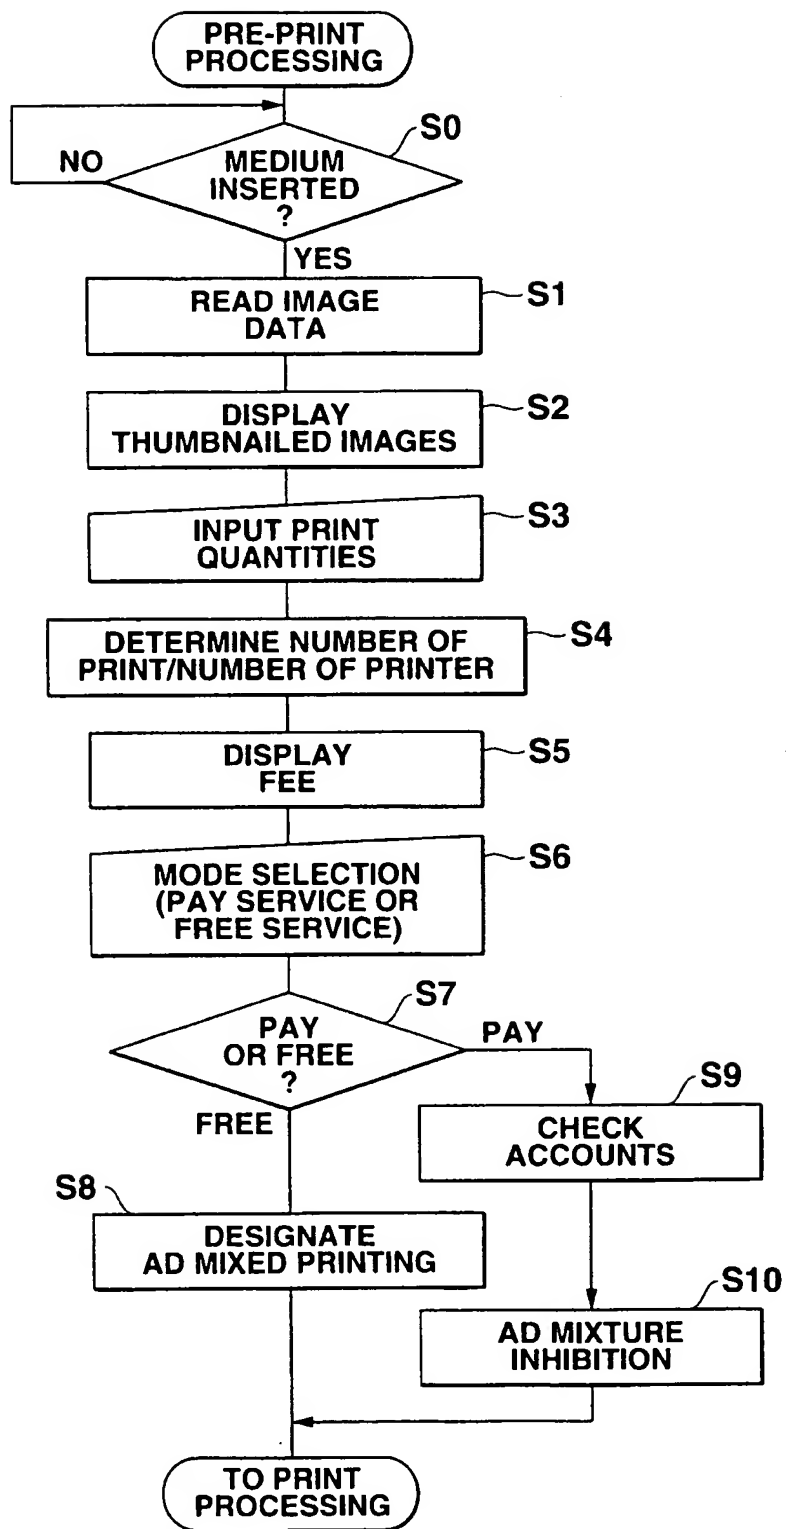 PRE-PRINT
PROCESSING
S0
NO
MEDIUM
INSERTED
?
YES
S1
READ IMAGE
DATA
S2
DISPLAY
THUMBNAILED IMAGES
S3
INPUT PRINT
QUANTITIES
S4
DETERMINE NUMBER OF
PRINT/NUMBER OF PRINTER
S5
DISPLAY
FEE
S6
MODE SELECTION
(PAY SERVICE OR
FREE SERVICE)
S7
PAY
OR FREE
?
PAY
FREE
S9
CHECK
ACCOUNTS
S8
DESIGNATE
AD MIXED PRINTING
S10
AD MIXTURE
INHIBITION
TO PRINT
PROCESSING